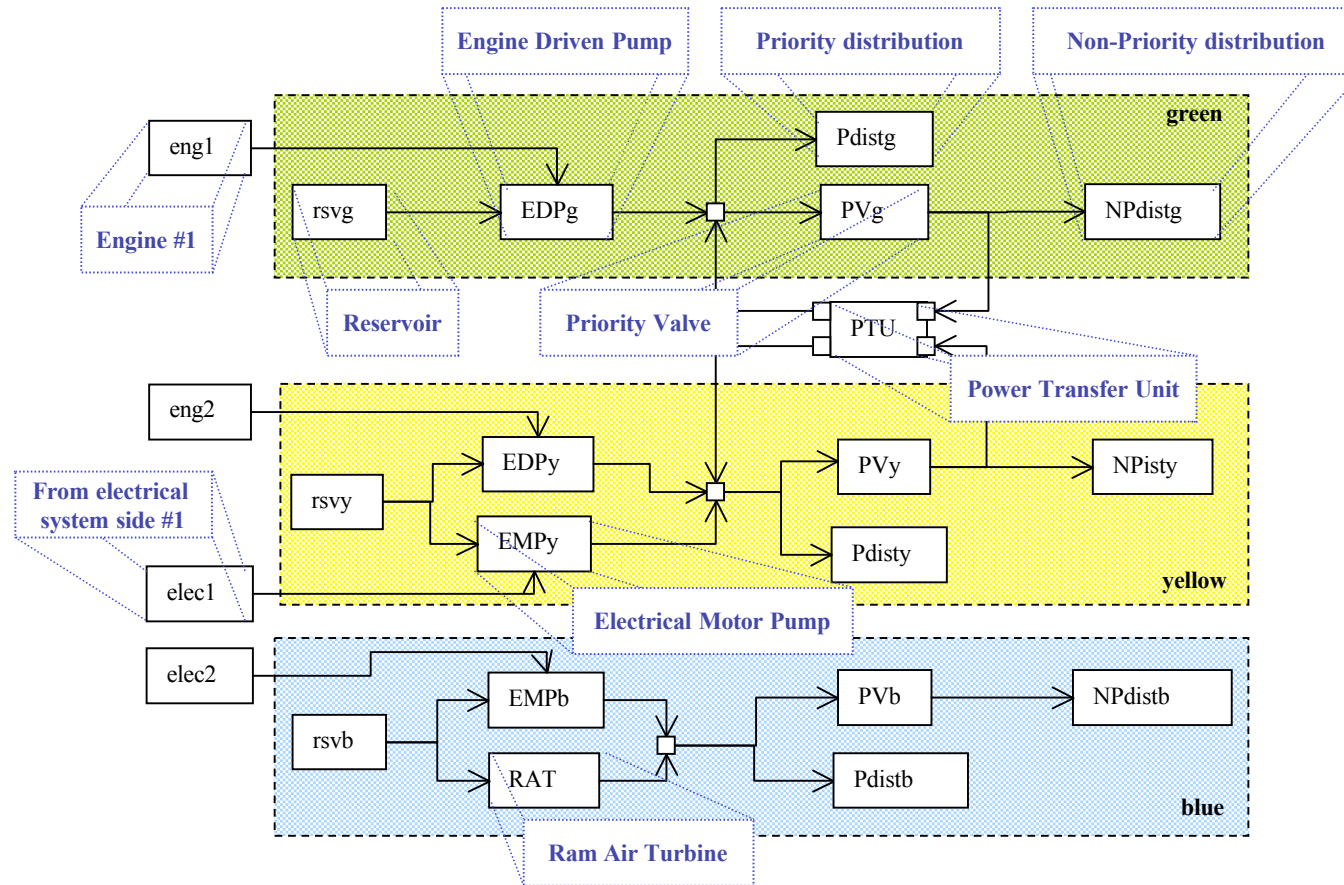 Engine Driven Pump
Priority distribution
Non-Priority distribution
green
eng1
Pdistg
rsvg
EDPg
PVg
NPdistg
Engine #1
Reservoir
Priority Valve
PTU
Power Transfer Unit
eng2
EDPy
PVy
NPisty
From electrical
system side #1
rsvy
EMPy
Pdisty
elec1
yellow
Electrical Motor Pump
elec2
EMPb
PVb
NPdistb
rsvb
RAT
Pdistb
blue
Ram Air Turbine